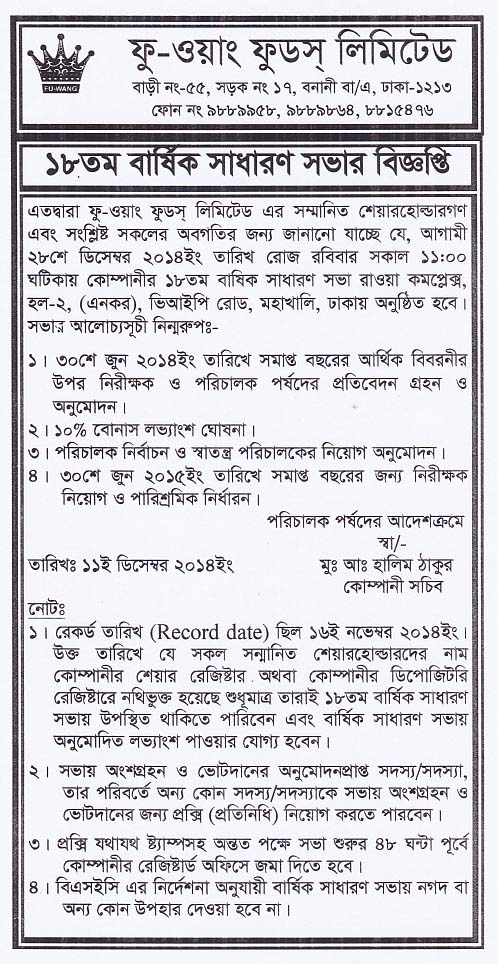 ফু-ওয়াং ফুডস্ লিমিটেড
FU-WANG
বাড়ী নং-৫৫, সড়ক নং ১৭, বনানী বা/এ, ঢাকা-১২১৩
ফোন নং ৯৮৮৯৯৫৮, ৯৮৮৯৮৬৪, ৮৮১৫৪৭৬
১৮তম বার্ষিক সাধারণ সভার বিজ্ঞপ্তি
এতদ্বারা ফু-ওয়াং ফুডস্ লিমিটেড এর সম্মানিত শেয়ারহোল্ডারগণ
এবং সংশ্লিষ্ট সকলের অবগতির জন্য জানানো যাচ্ছে যে, আগামী
২৮শে ডিসেম্বর ২০১৪ইং তারিখ রোজ রবিবার সকাল ১১:০০
ঘটিকায় কোম্পানীর ১৮তম বাষিক সাধারণ সভা রাওয়া কমপ্লেক্স,
হল-২, (এনকর), ভিআইপি রোড, মহাখালি, ঢাকায় অনুষ্ঠিত হবে।
সভার আলোচ্যসূচী নিন্মরুপঃ-
১। ৩০শে জুন ২০১৪ইং তারিখে সমাপ্ত বছরের আর্থিক বিবরনীর
উপর নিরীক্ষক ও পরিচালক পর্ষদের প্রতিবেদন গ্রহন ও
অনুমোদন।
২। ১০% বোনাস লভ্যাংশ ঘোষনা।
৩। পরিচালক নির্বাচন ও স্বাতন্ত্র পরিচালকের নিয়োগ অনুমোদন।
৪। ৩০শে জুন ২০১৫ইং তারিখে সমাপ্ত বছরের জন্য নিরীক্ষক
নিয়োগ ও পারিশ্রমিক নির্ধারন।
পরিচালক পর্ষদের আদেশক্রমে
স্বা/-
তারিখঃ ১১ই ডিসেম্বর ২০১৪ইং মুঃ আঃ হালিম ঠাকুর
কোম্পানী সচিব
নোটঃ
১। রেকর্ড তারিখ (Record date) ছিল ১৬ই নভেম্বর ২০১৪ইং।
উক্ত তারিখে যে সকল সন্মানিত শেয়ারহোল্ডারদের নাম
কোম্পানীর শেয়ার রেজিষ্টার অথবা কোম্পানীর ডিপোজিটরি
রেজিষ্টারে নথিভুক্ত হয়েছে শুধুমাত্র তারাই ১৮তম বার্ষিক সাধারণ
সভায় উপস্থিত থাকিতে পারিবেন এবং বার্ষিক সাধারণ সভায়
অনুমোদিত লভ্যাংশ পাওয়ার যোগ্য হবেন।
২। সভায় অংশগ্রহন ও ভোটদানের অনুমোদনপ্রাপ্ত সদস্য/সদস্যা,
তার পরিবর্তে অন্য কোন সদস্য/সদস্যাকে সভায় অংশগ্রহন ও
ভোটদানের জন্য প্রক্সি (প্রতিনিধি) নিয়োগ করতে পারবেন।
৩। প্রক্সি যথাযথ ষ্ট্যাম্পসহ অন্তত পক্ষে সভা শুরুর ৪৮ ঘন্টা পূর্বে
কোম্পানীর রেজিষ্টার্ড অফিসে জমা দিতে হবে।
৪। বিএসইসি এর নির্দেশনা অনুযায়ী বার্ষিক সাধারণ সভায় নগদ বা
অন্য কোন উপহার দেওয়া হবে না।